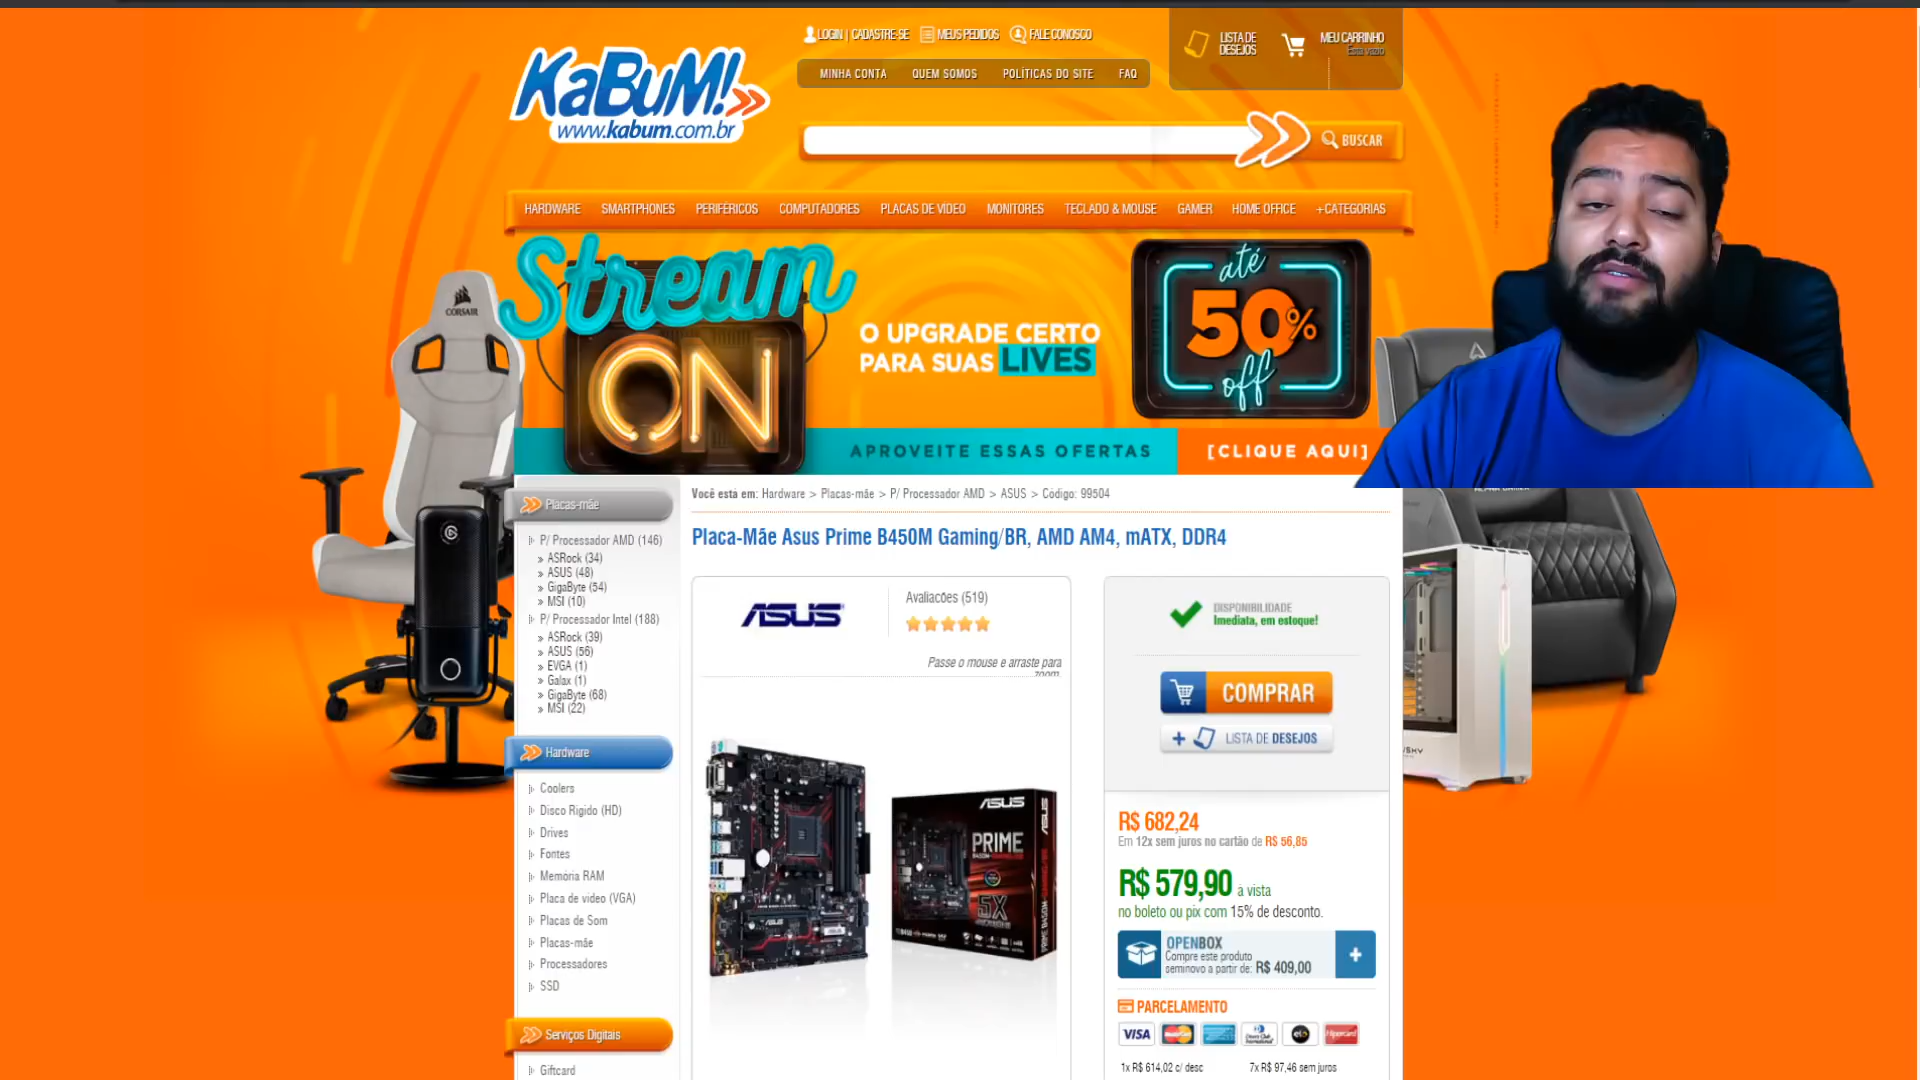 LOGIN | CADASTRE-SE MEUS PEDIDOS FALE CONOSCO
LISTA DE DESEJOS
MEU CARRINHO
Está vazio
KaBuM!
www.kabum.com.br
MINHA CONTA QUEM SOMOS POLÍTICAS DO SITE FAQ
BUSCAR
HARDWARE SMARTPHONES PERIFÉRICOS COMPUTADORES PLACAS DE VÍDEO MONITORES TECLADO & MOUSE GAMER HOME OFFICE +CATEGORIAS
Stream
ON
CORSAIR
O UPGRADE CERTO
PARA SUAS LIVES
até
50%
off
APROVEITE ESSAS OFERTAS
[CLIQUE AQUI]
Placas-mãe
P/ Processador AMD (146)
ASRock (34)
ASUS (48)
GigaByte (54)
MSI (10)
P/ Processador Intel (188)
ASRock (39)
ASUS (56)
EVGA (1)
Galax (1)
GigaByte (68)
MSI (22)
Hardware
Coolers
Disco Rígido (HD)
Drives
Fontes
Memória RAM
Placa de vídeo (VGA)
Placas de Som
Placas-mãe
Processadores
SSD
Serviços Digitais
Giftcard
Você está em: Hardware > Placas-mãe > P/ Processador AMD > ASUS > Código: 99504
Placa-Mãe Asus Prime B450M Gaming/BR, AMD AM4, mATX, DDR4
ASUS
Avaliacões (519)
Passe o mouse e arraste para
zoom.
ASUS
PRIME
5X
DISPONIBILIDADE
Imediata, em estoque!
COMPRAR
+ LISTA DE DESEJOS
R$ 682,24
Em 12x sem juros no cartão de R$ 56,85
R$ 579,90 à vista
no boleto ou pix com 15% de desconto.
OPENBOX
Compre este produto
seminovo a partir de: R$ 409,00
+
PARCELAMENTO
VISA
elo
Hipercard
1x R$ 614,02 c/ desc
7x R$ 97,46 sem juros